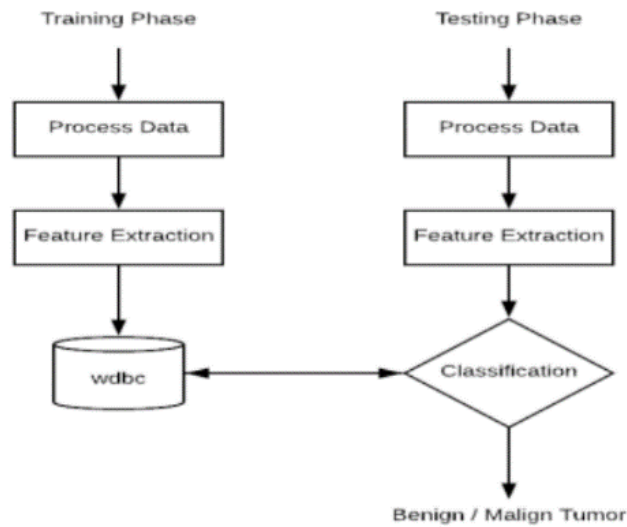 Training Phase
Testing Phase
Process Data
Process Data
Feature Extraction
Feature Extraction
wdbc
Classification
Benign / Malign Tumor